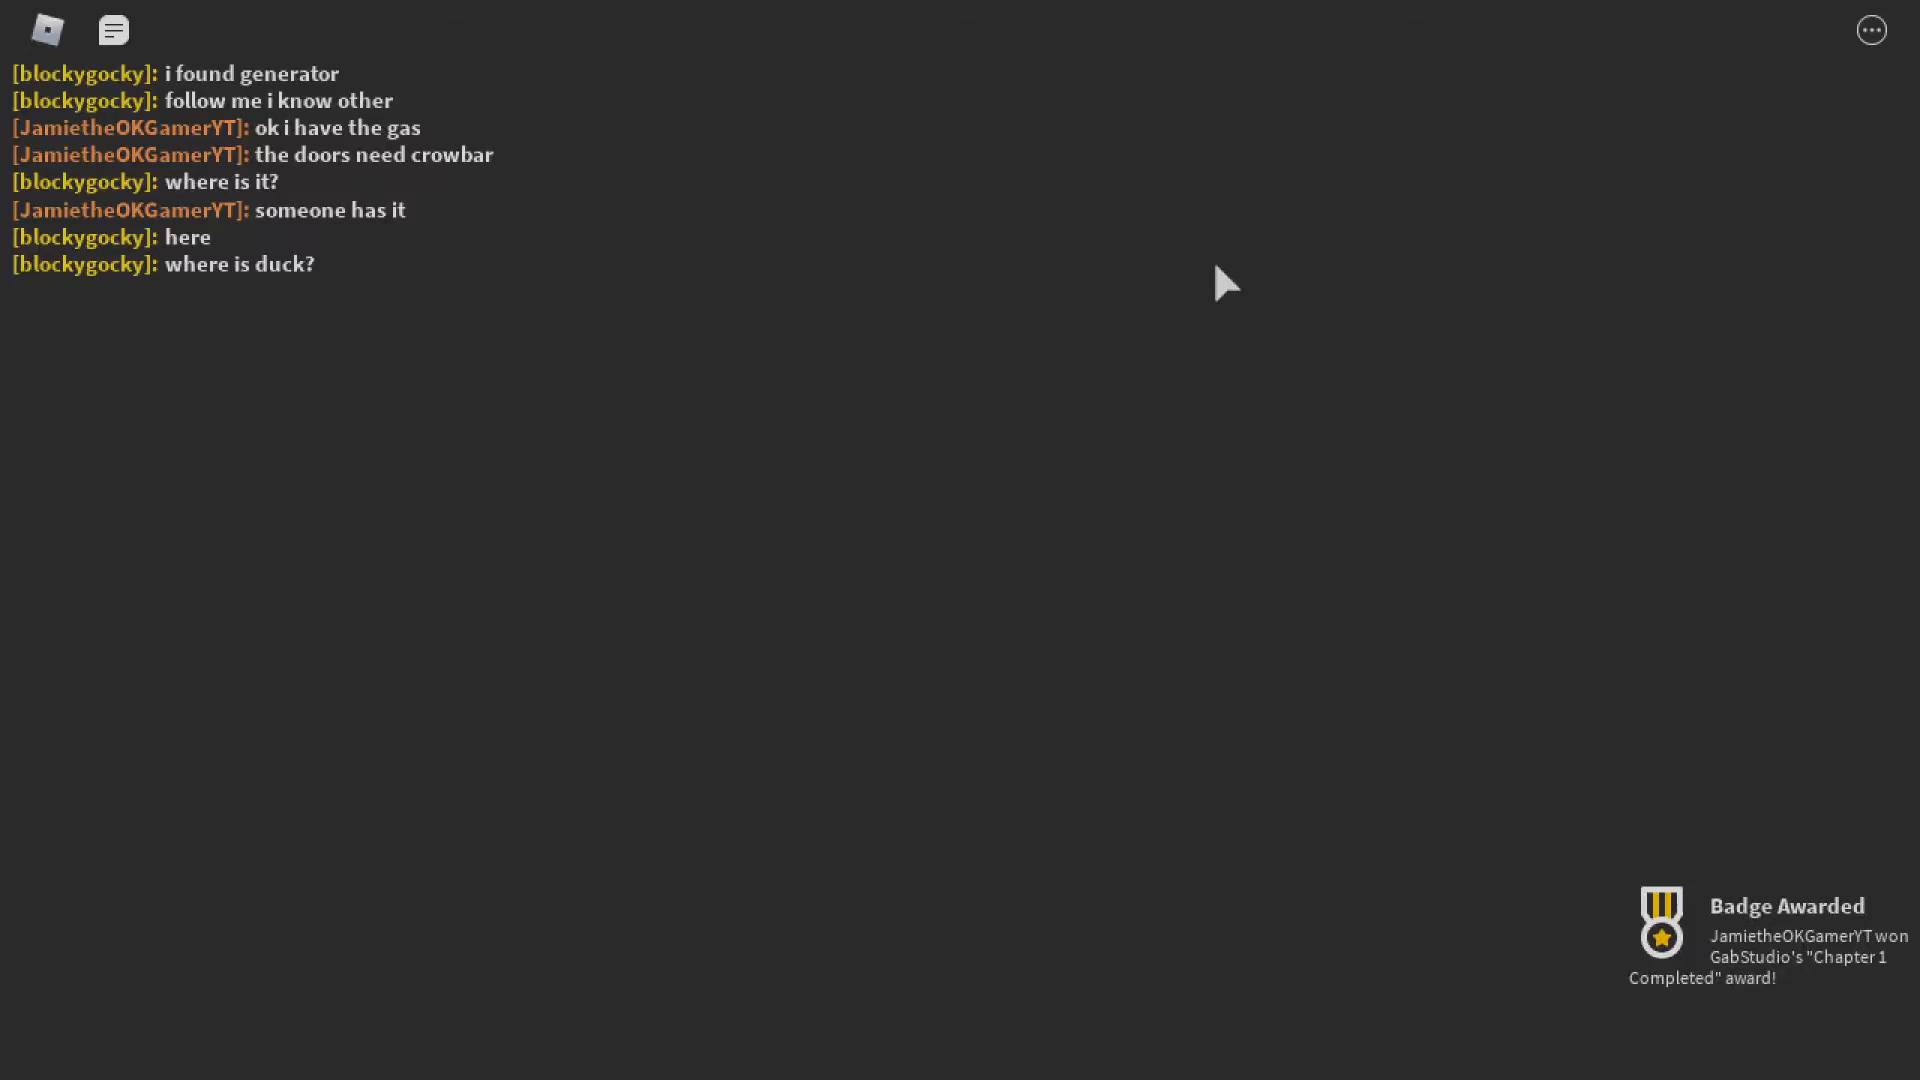 [blockygocky]: i found generator
[blockygocky]: follow me i know other
[JamietheOKGamerYT]: ok i have the gas
[JamietheOKGamerYT]: the doors need crowbar
[blockygocky]: where is it?
[JamietheOKGamerYT]: someone has it
[blockygocky]: here
[blockygocky]: where is duck?
Badge Awarded
JamietheOKGamerYT won
GabStudio's "Chapter 1
Completed" award!